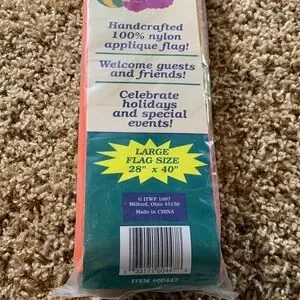 Handcrafted
100% nylon
applique flag!
Welcome guests
and friends!
Celebrate
holidays
and special
events!
LARGE
FLAG SIZE
28" x 40"
© ITWP 1997
Milford, Ohio 45150
Made in CHINA
ITEM #00447